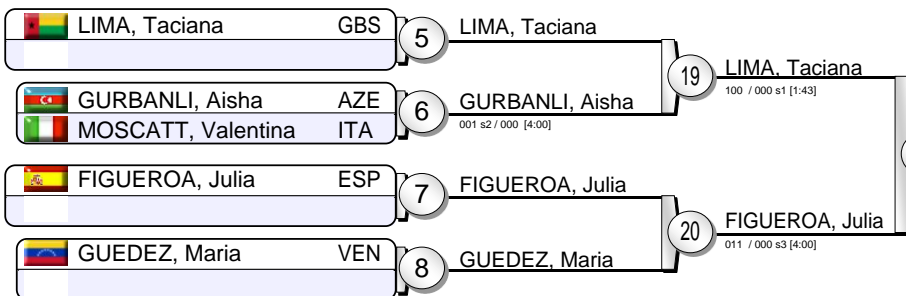 LIMA, Taciana GBS
5
LIMA, Taciana
GURBANLI, Aisha AZE
MOSCATT, Valentina ITA
6
GURBANLI, Aisha
001 s2 / 000 [4:00]
19
LIMA, Taciana
100 / 000 s1 [1:43]
FIGUEROA, Julia ESP
7
FIGUEROA, Julia
GUEDEZ, Maria VEN
8
GUEDEZ, Maria
20
FIGUEROA, Julia
011 / 000 s3 [4:00]